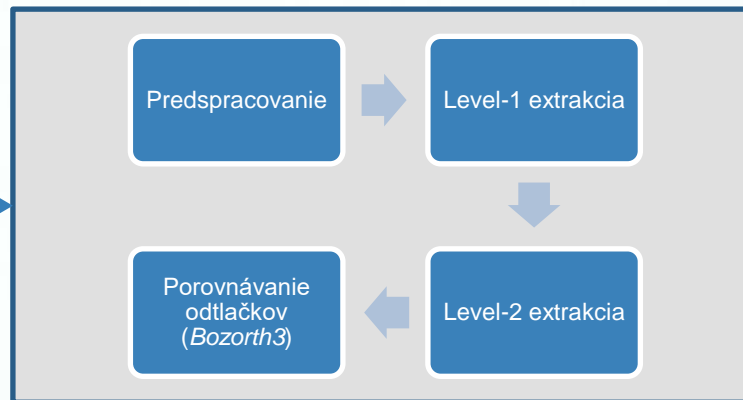 Predspracovanie
Level-1 extrakcia
Level-2 extrakcia
Porovnávanie
odtlačkov
(Bozorth3)